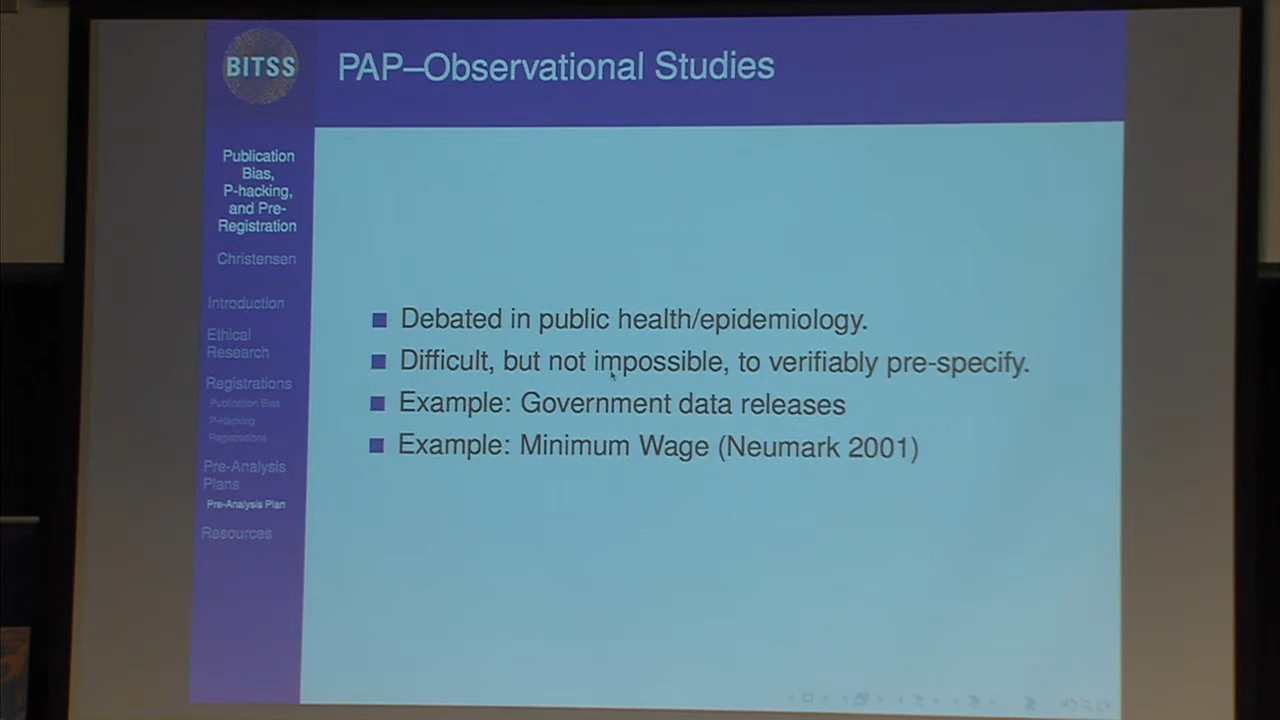 BITSS
PAP–Observational Studies
Publication
Bias,
P-hacking,
and Pre-
Registration
Christensen
Introduction
Ethical
Research
Registrations
Publication Bias
P-Hacking
Registrations
Pre-Analysis
Plans
Pre-Analysis Plan
Resources
Debated in public health/epidemiology.
Difficult, but not impossible, to verifiably pre-specify.
Example: Government data releases
Example: Minimum Wage (Neumark 2001)